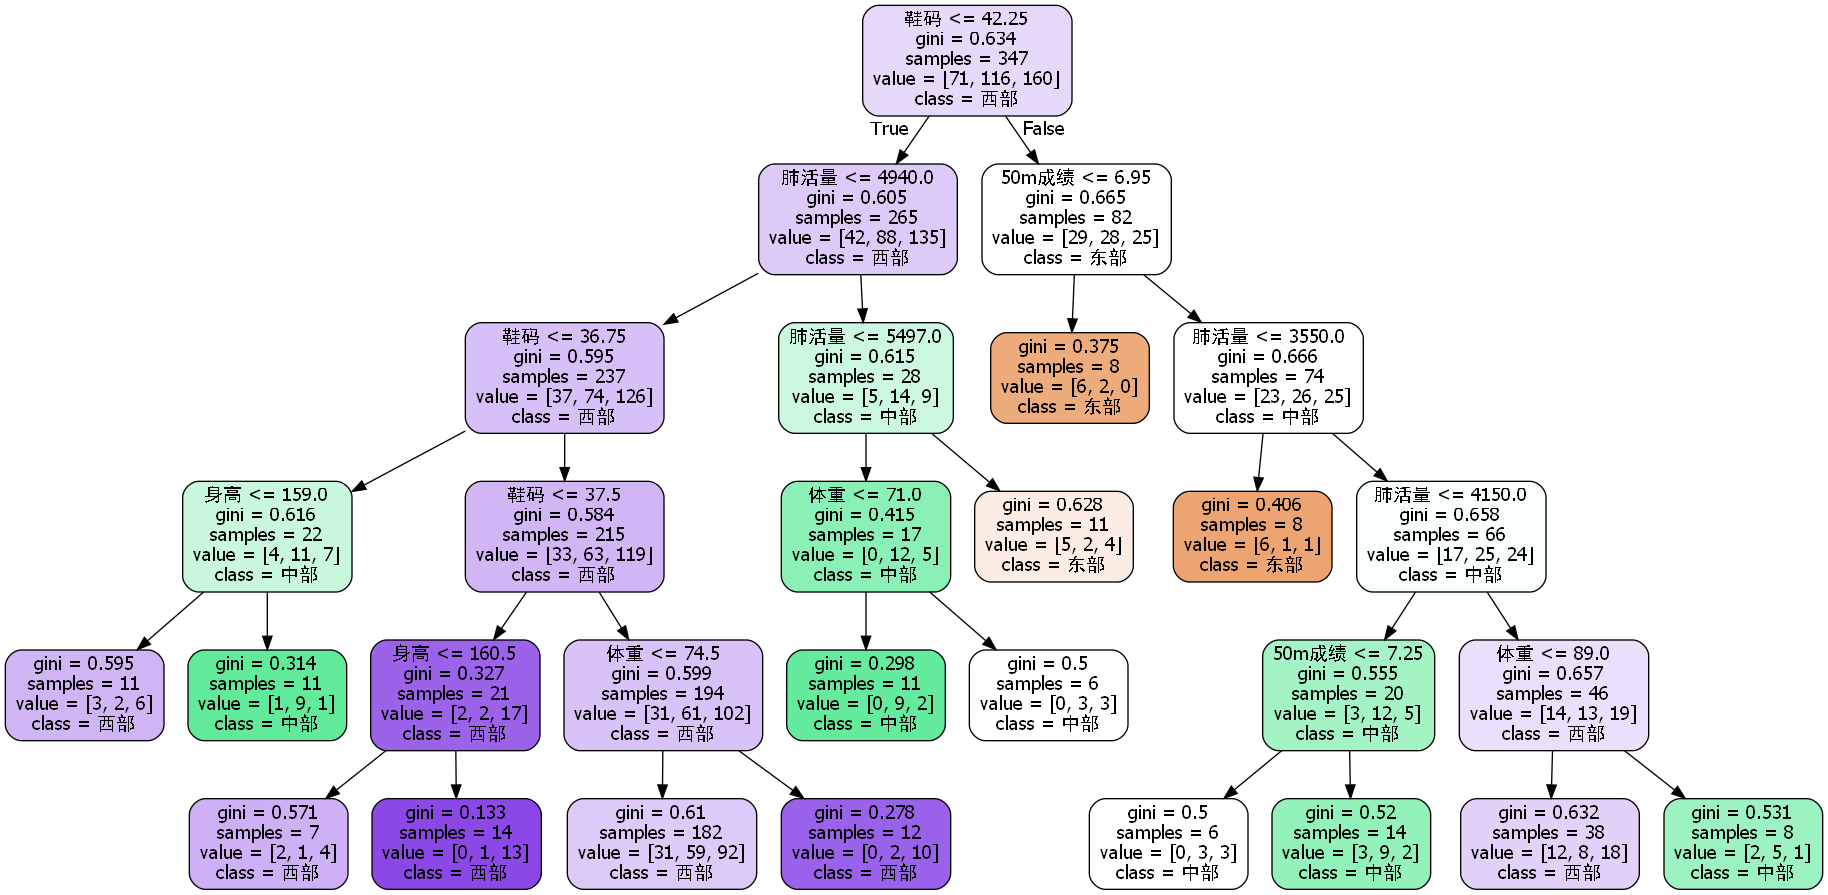 鞋码 <= 42.25
gini = 0.634
samples = 347
value = [71, 116, 160]
class = 西部
True
False
肺活量 <= 4940.0
gini = 0.605
samples = 265
value = [42, 88, 135]
class = 西部
50m成绩 <= 6.95
gini = 0.665
samples = 82
value = [29, 28, 25]
class = 东部
鞋码 <= 36.75
gini = 0.595
samples = 237
value = [37, 74, 126]
class = 西部
肺活量 <= 5497.0
gini = 0.615
samples = 28
value = [5, 14, 9]
class = 中部
gini = 0.375
samples = 8
value = [6, 2, 0]
class = 东部
肺活量 <= 3550.0
gini = 0.666
samples = 74
value = [23, 26, 25]
class = 中部
身高 <= 159.0
gini = 0.616
samples = 22
value = [4, 11, 7]
class = 中部
鞋码 <= 37.5
gini = 0.584
samples = 215
value = [33, 63, 119]
class = 西部
体重 <= 71.0
gini = 0.415
samples = 17
value = [0, 12, 5]
class = 中部
gini = 0.628
samples = 11
value = [5, 2, 4]
class = 东部
gini = 0.406
samples = 8
value = [6, 1, 1]
class = 东部
肺活量 <= 4150.0
gini = 0.658
samples = 66
value = [17, 25, 24]
class = 中部
gini = 0.595
samples = 11
value = [3, 2, 6]
class = 西部
gini = 0.314
samples = 11
value = [1, 9, 1]
class = 中部
身高 <= 160.5
gini = 0.327
samples = 21
value = [2, 2, 17]
class = 西部
体重 <= 74.5
gini = 0.599
samples = 194
value = [31, 61, 102]
class = 西部
gini = 0.298
samples = 11
value = [0, 9, 2]
class = 中部
gini = 0.5
samples = 6
value = [0, 3, 3]
class = 中部
50m成绩 <= 7.25
gini = 0.555
samples = 20
value = [3, 12, 5]
class = 中部
体重 <= 89.0
gini = 0.657
samples = 46
value = [14, 13, 19]
class = 西部
gini = 0.571
samples = 7
value = [2, 1, 4]
class = 西部
gini = 0.133
samples = 14
value = [0, 1, 13]
class = 西部
gini = 0.61
samples = 182
value = [31, 59, 92]
class = 西部
gini = 0.278
samples = 12
value = [0, 2, 10]
class = 西部
gini = 0.5
samples = 6
value = [0, 3, 3]
class = 中部
gini = 0.52
samples = 14
value = [3, 9, 2]
class = 中部
gini = 0.632
samples = 38
value = [12, 8, 18]
class = 西部
gini = 0.531
samples = 8
value = [2, 5, 1]
class = 中部